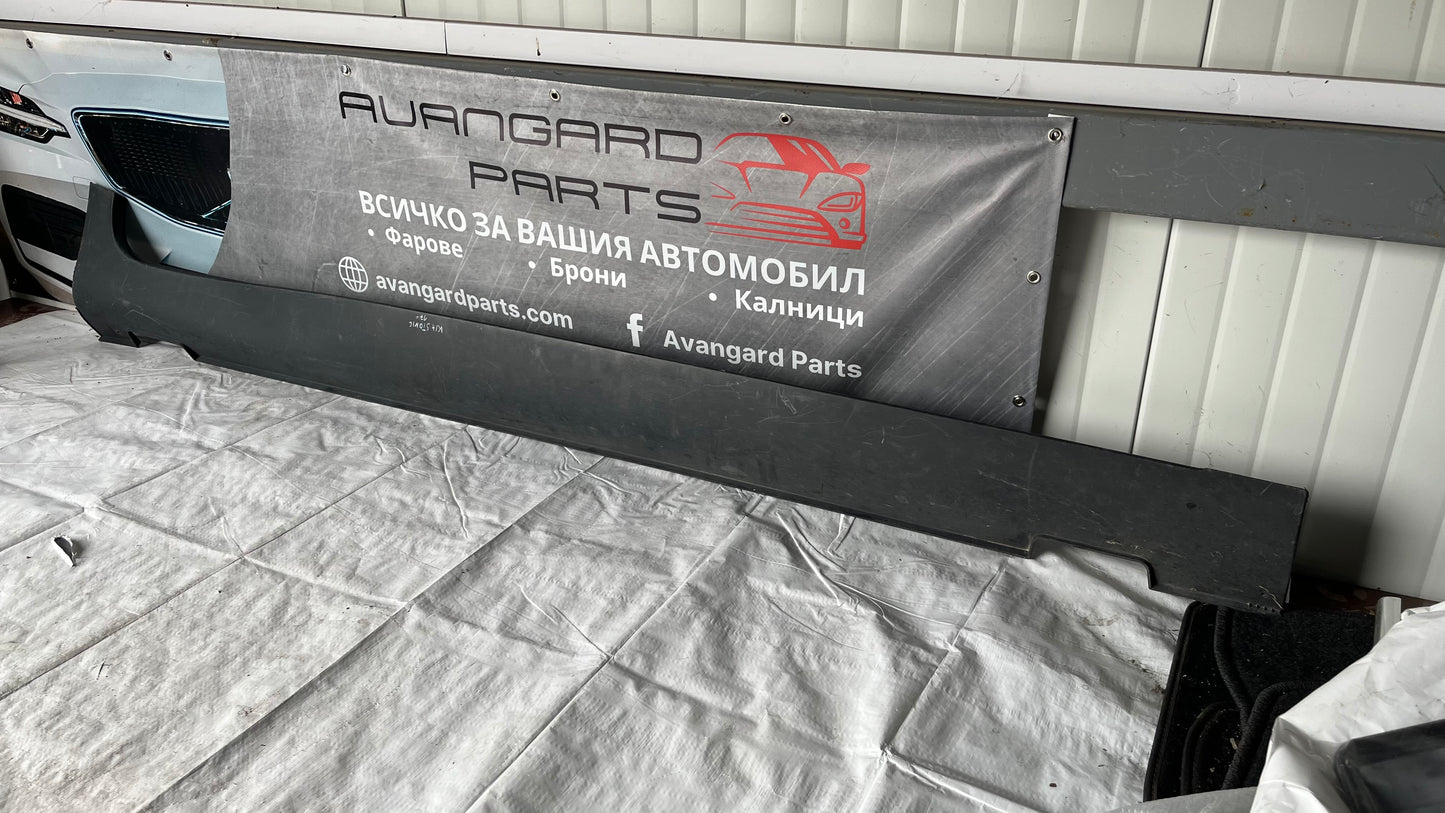 AVANGARD
PARTS
ВСИЧКО ЗА ВАШИЯ АВТОМОБИЛ
• Фарове
• Брони
• Калници
avangardparts.com
f Avangard Parts